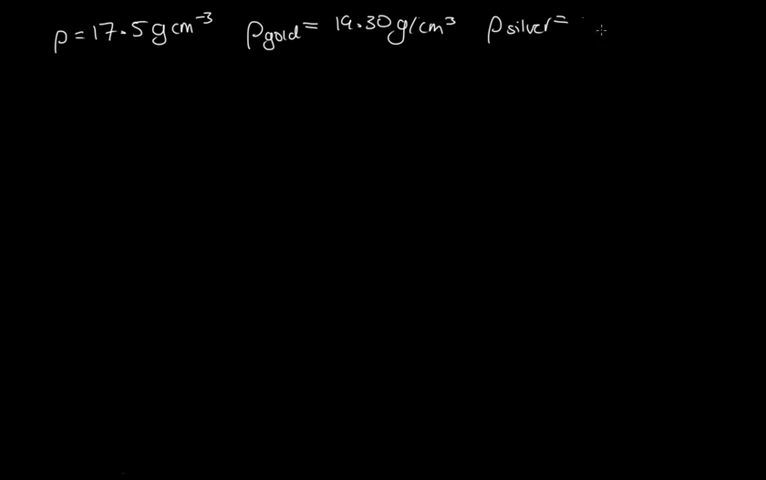 ρ = 17.5 g cm⁻³ ρgold = 19.30 g/cm³ ρsilver =